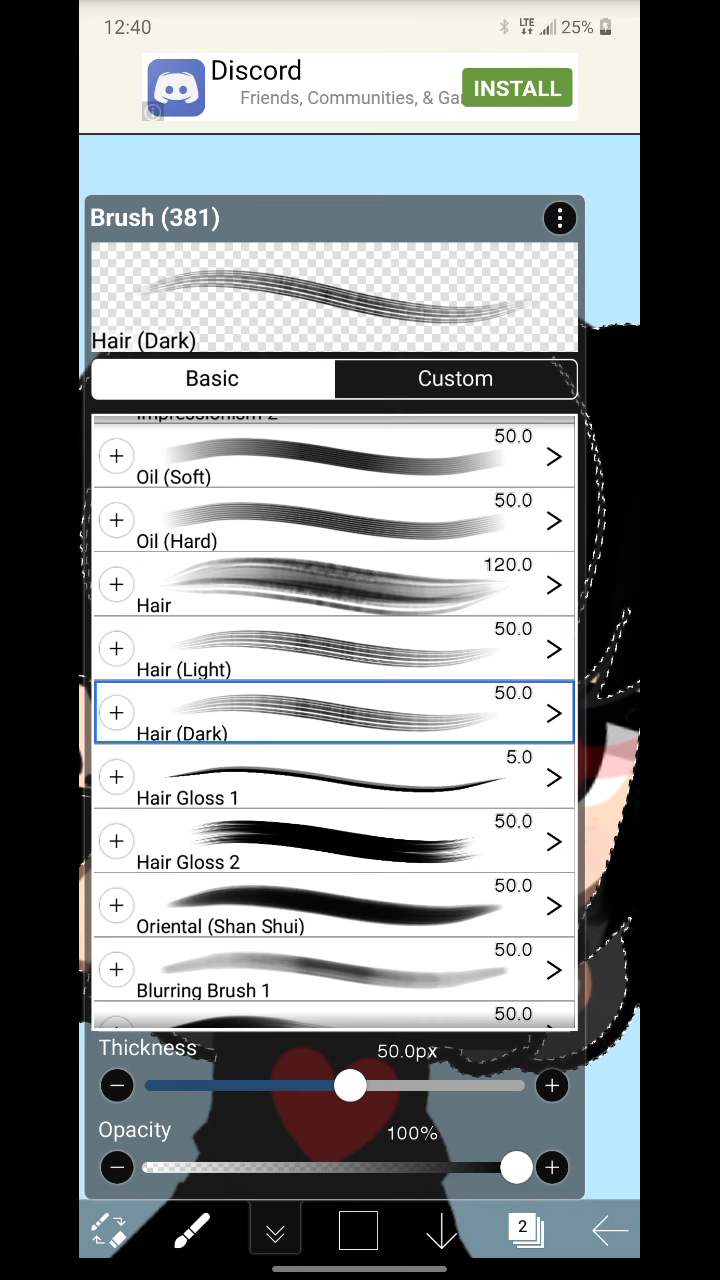 12:40
LTE
25%
Discord
Friends, Communities, & Ga
INSTALL
Brush (381)
Hair (Dark)
Basic
Custom
Impressionism 2
50.0
Oil (Soft)
50.0
Oil (Hard)
120.0
Hair
50.0
Hair (Light)
50.0
Hair (Dark)
5.0
Hair Gloss 1
50.0
Hair Gloss 2
50.0
Oriental (Shan Shui)
50.0
Blurring Brush 1
50.0
Thickness
50.0px
Opacity
100%
2